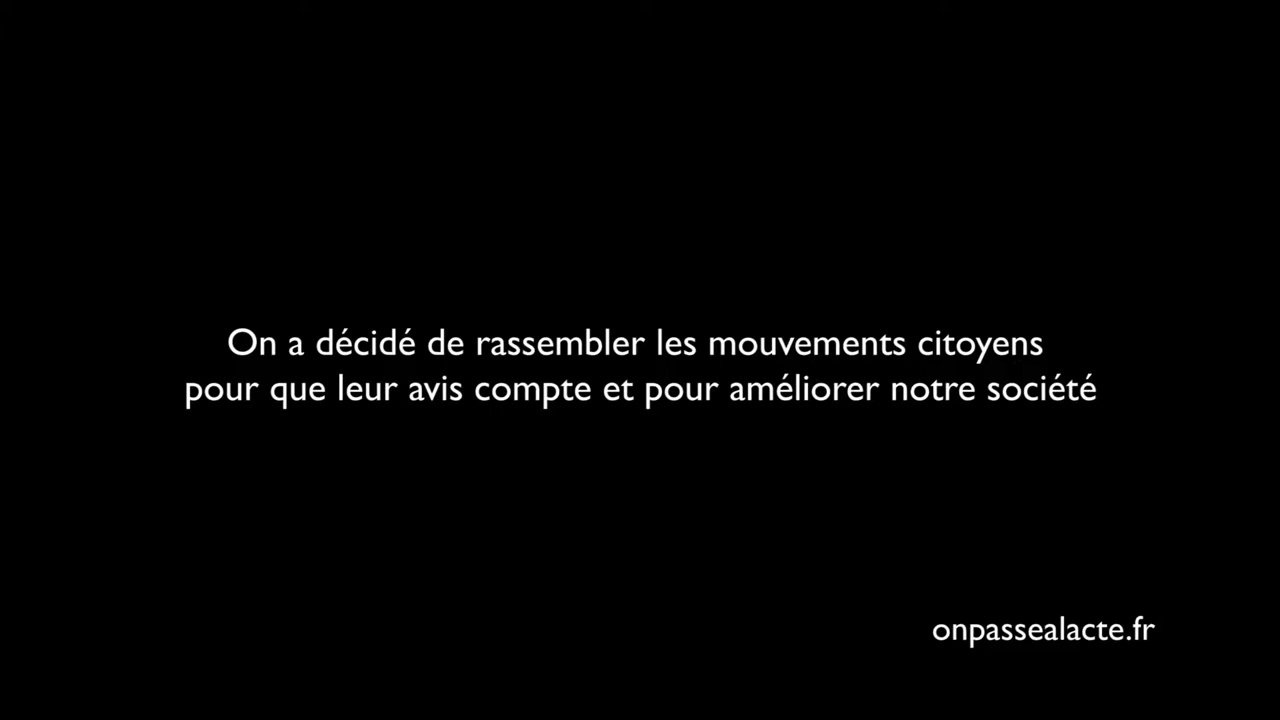 On a décidé de rassembler les mouvements citoyens
pour que leur avis compte et pour améliorer notre société
onpassealacte.fr